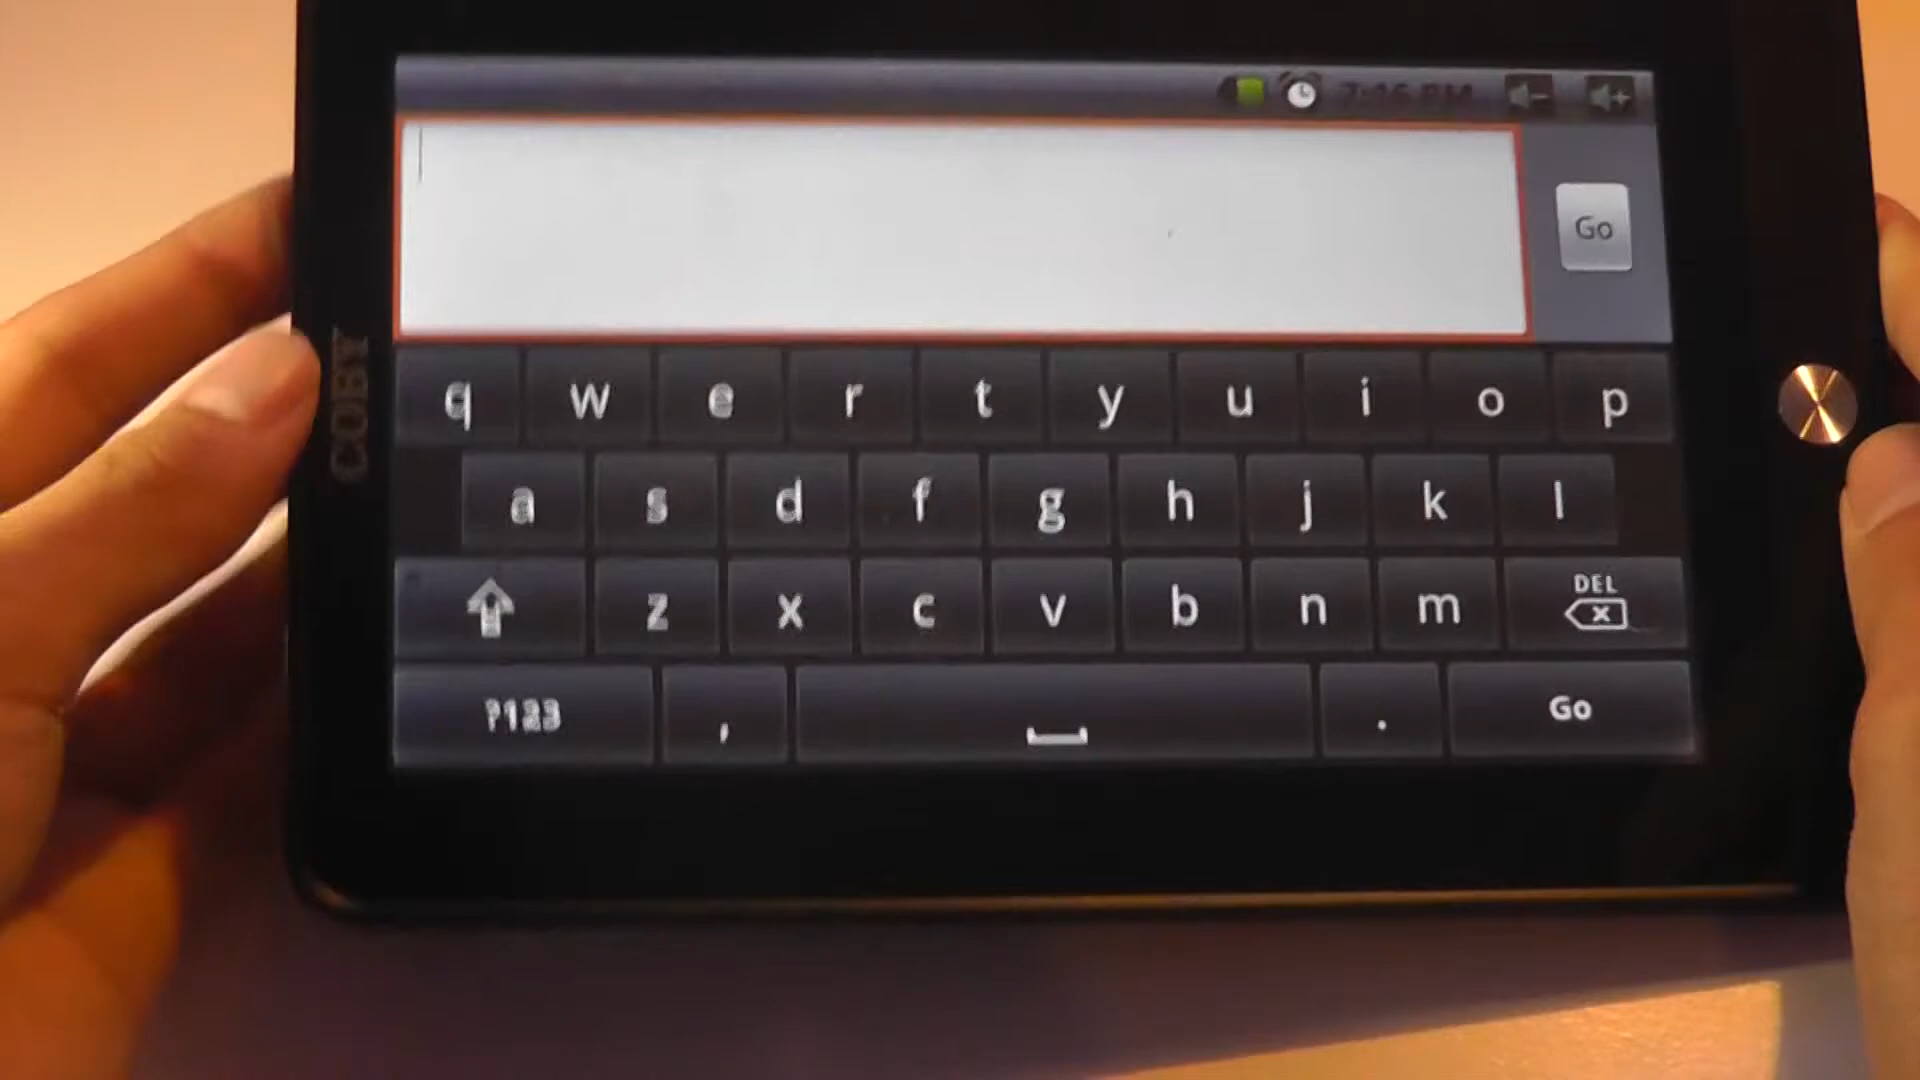 7:16 PM
Go
COBY
q w e r t y u i o p
a s d f g h j k l
z x c v b n m DEL
?123 , . Go